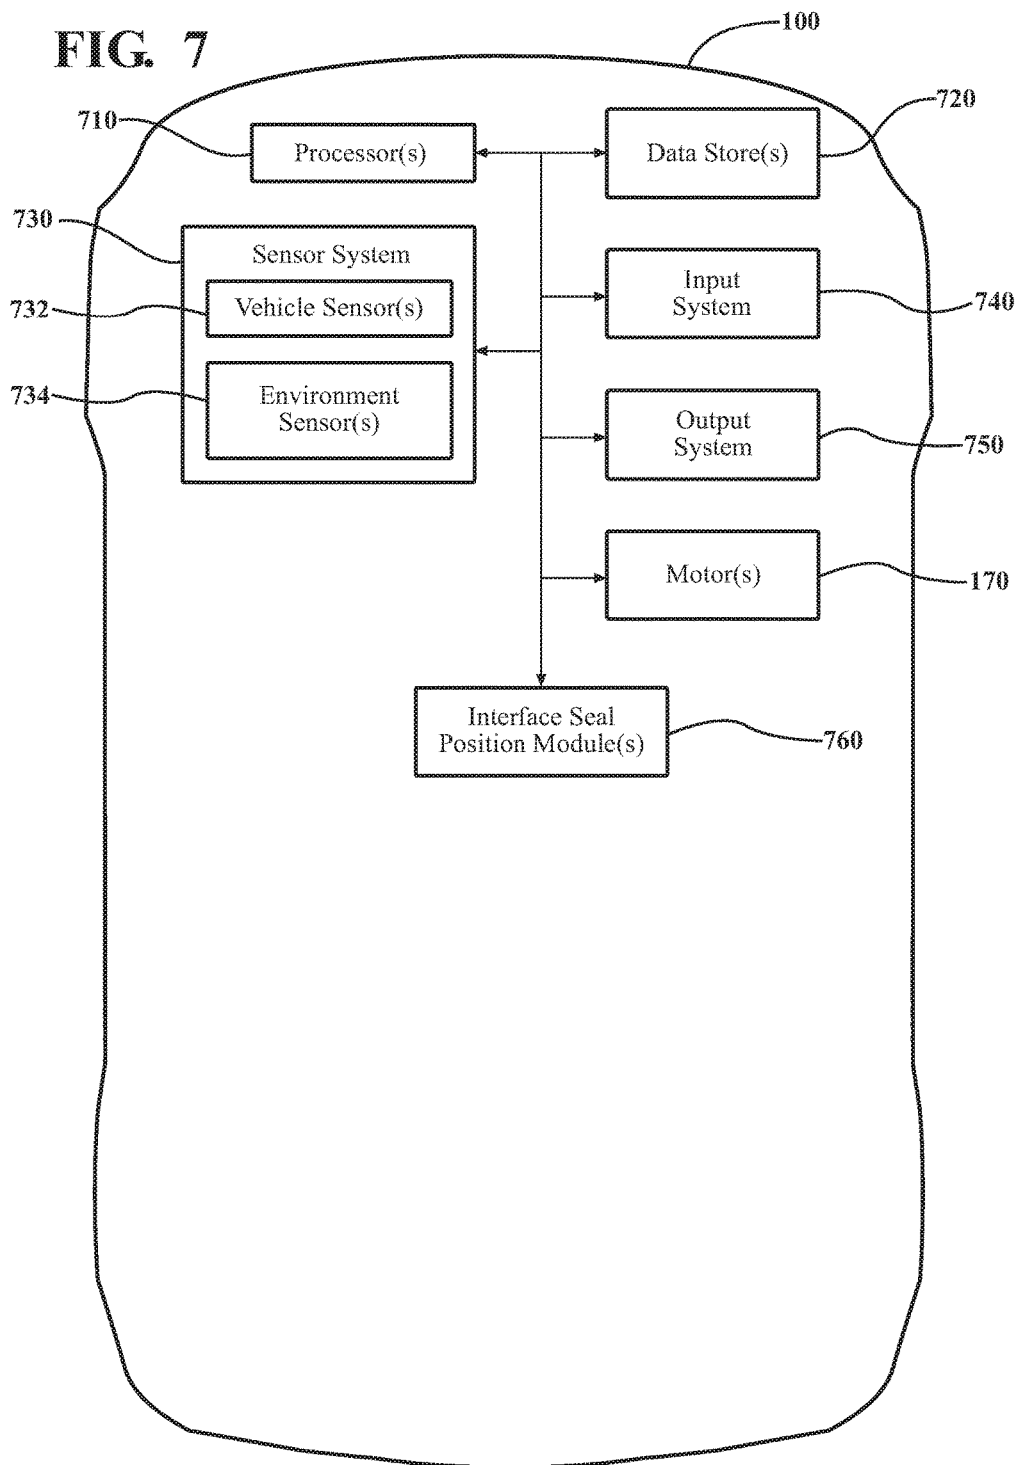 FIG. 7
100
710
Processor(s)
Data Store(s)
720
730
Sensor System
732
Vehicle Sensor(s)
734
Environment
Sensor(s)
Input
System
740
Output
System
750
Motor(s)
170
Interface Seal
Position Module(s)
760